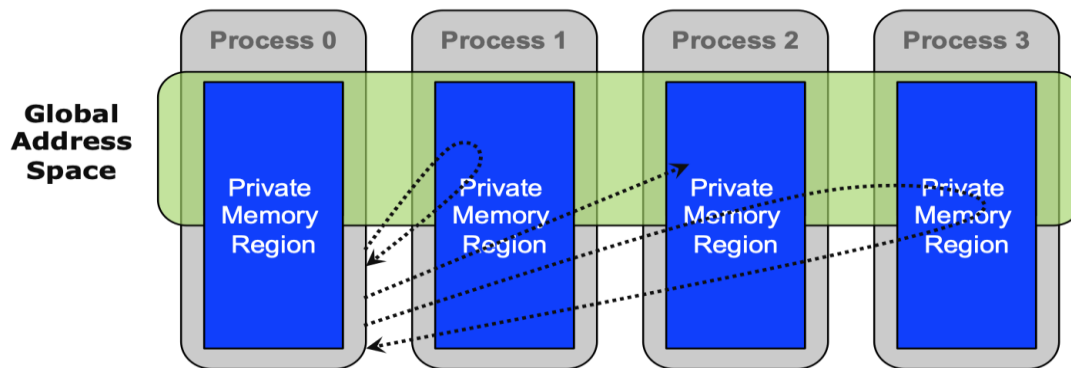 Process 0
Process 1
Process 2
Process 3
Global
Address
Space
Private
Memory
Region
Private
Memory
Region
Private
Memory
Region
Private
Memory
Region